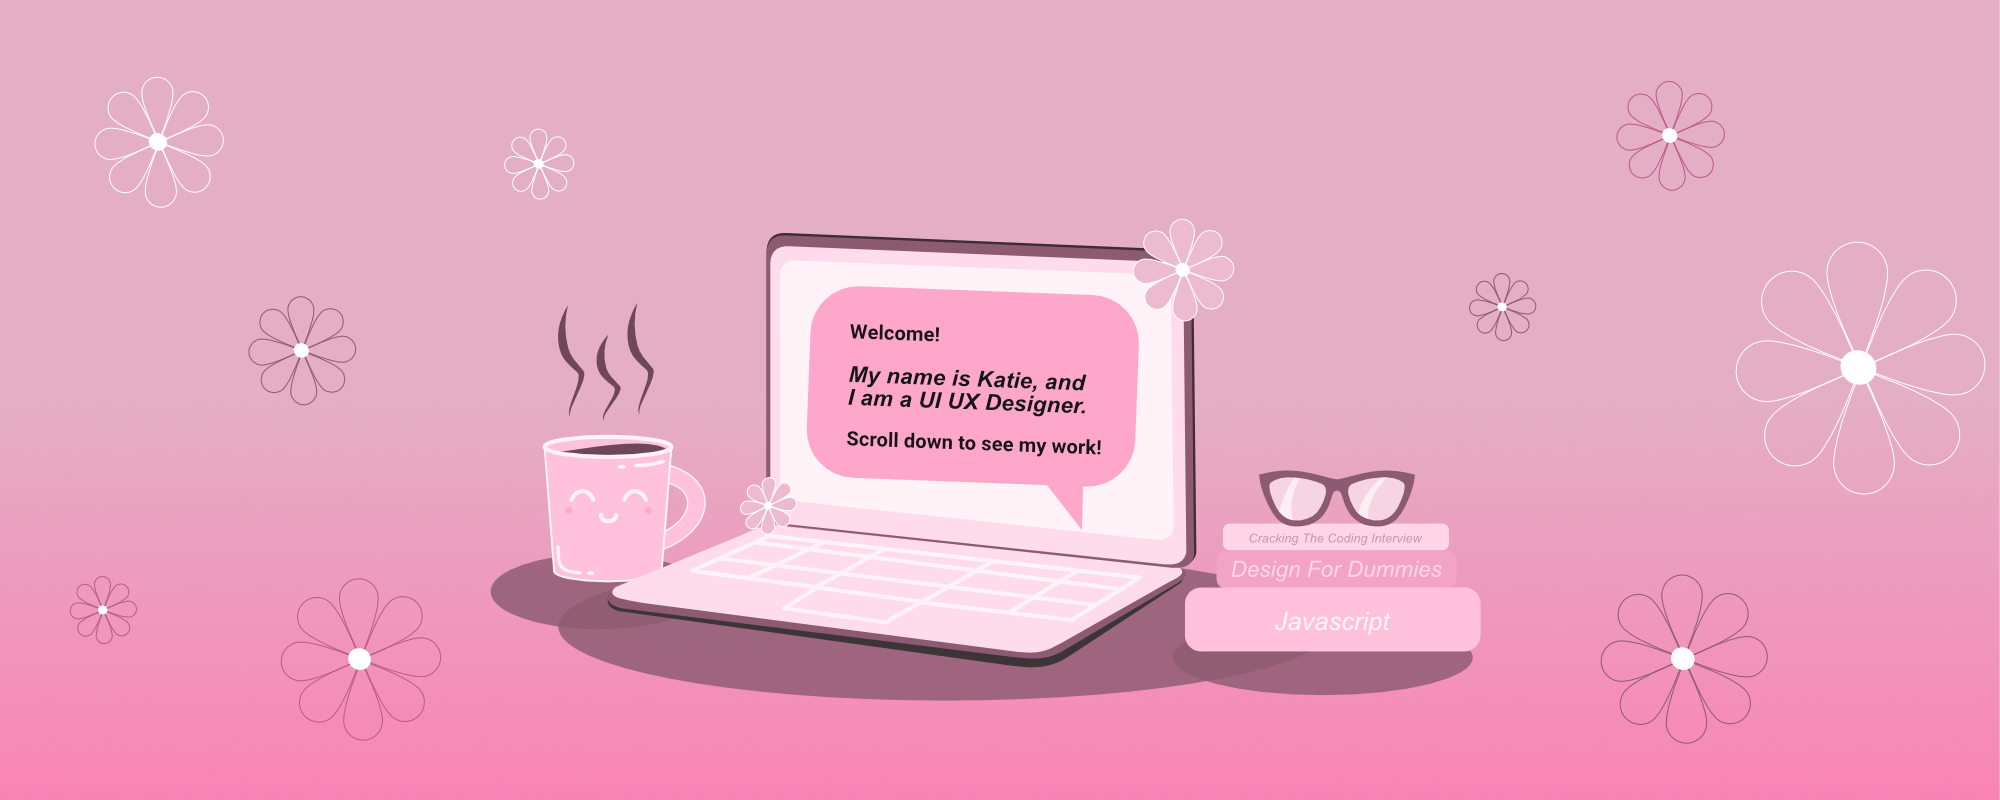 Welcome!
My name is Katie, and
I am a UI UX Designer.
Scroll down to see my work!
Cracking The Coding Interview
Design For Dummies
Javascript